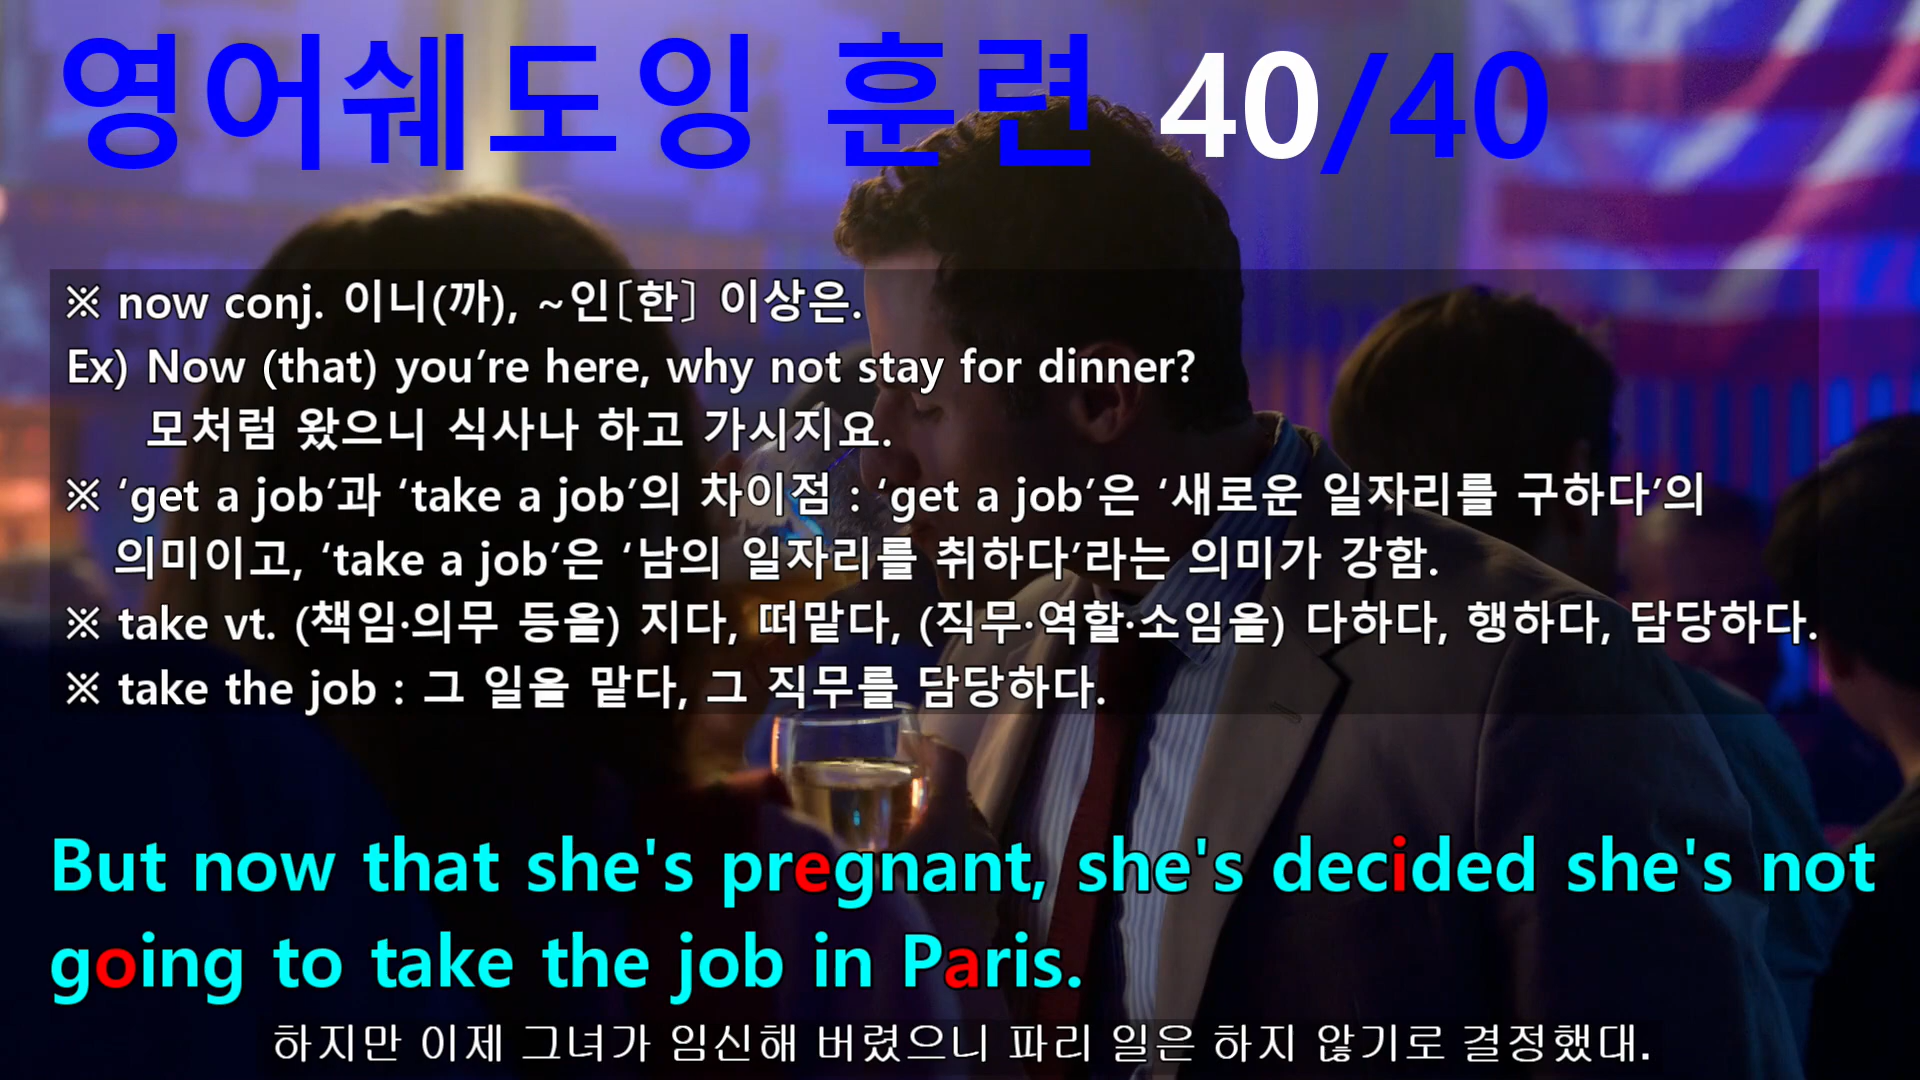 영어쉐도잉 훈련 40/40
※ now conj. 이니(까), ~인〔한〕 이상은.
Ex) Now (that) you’re here, why not stay for dinner?
모처럼 왔으니 식사나 하고 가시지요.
※ ‘get a job’과 ‘take a job’의 차이점 : ‘get a job’은 ‘새로운 일자리를 구하다’의
의미이고, ‘take a job’은 ‘남의 일자리를 취하다’라는 의미가 강함.
※ take vt. (책임·의무 등을) 지다, 떠맡다, (직무·역할·소임을) 다하다, 행하다, 담당하다.
※ take the job : 그 일을 맡다, 그 직무를 담당하다.
But now that she's pregnant, she's decided she's not
going to take the job in Paris.
하지만 이제 그녀가 임신해 버렸으니 파리 일은 하지 않기로 결정했대.